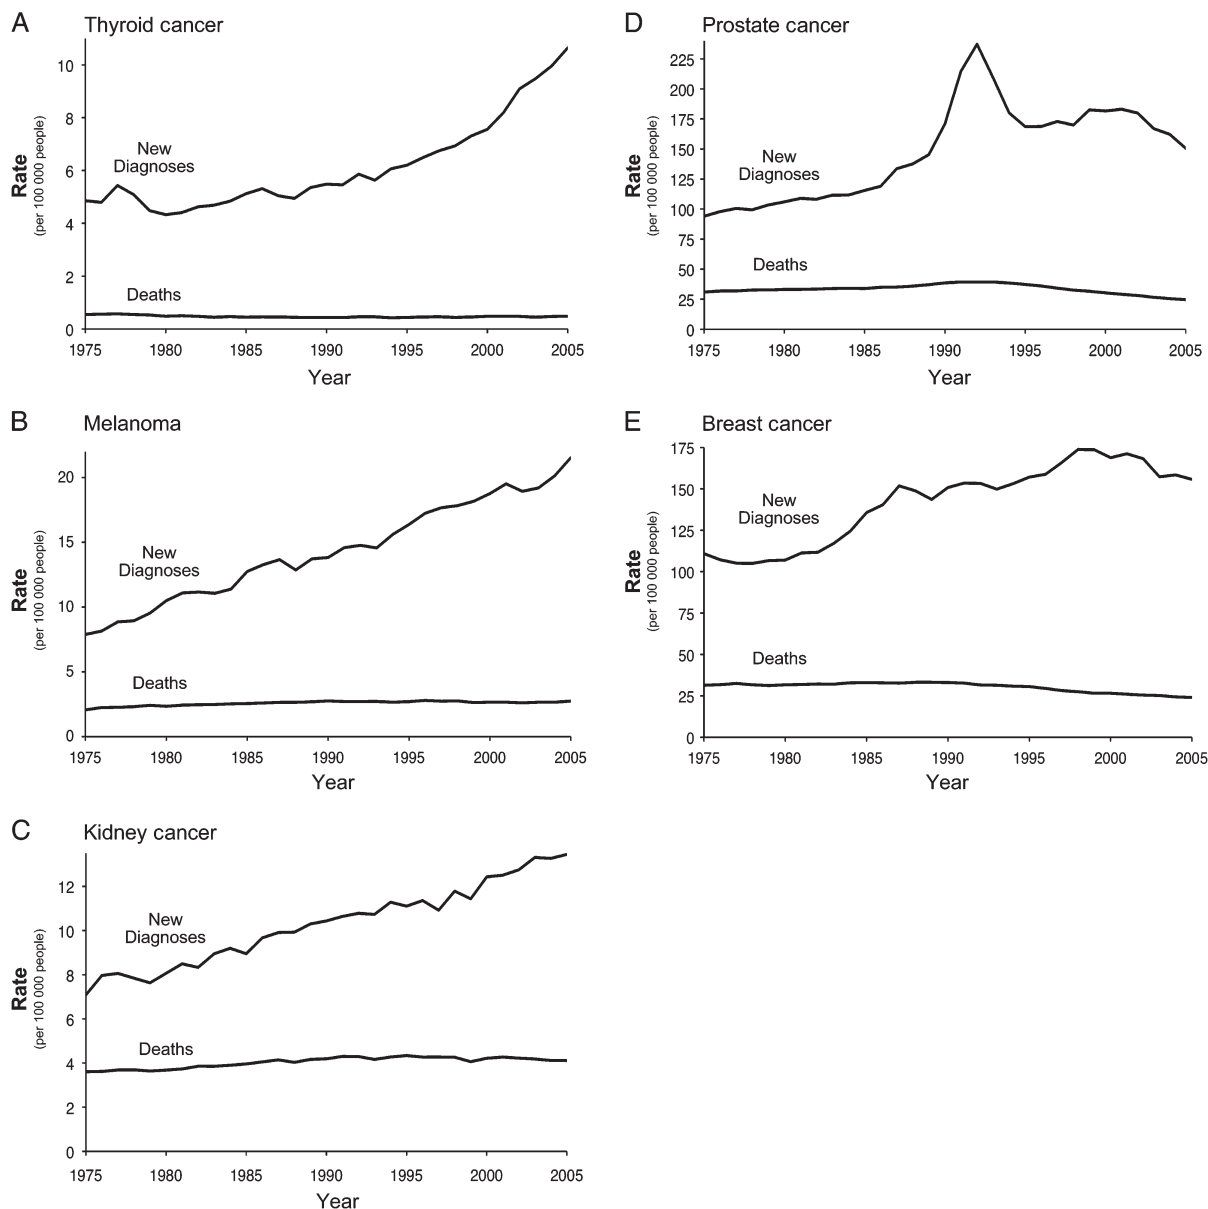 A
Thyroid cancer
10
8
6
4
2
0
New
Diagnoses
Deaths
Rate
(per 100 000 people)
1975 1980 1985 1990 1995 2000 2005
Year
B
Melanoma
20
15
10
5
0
New
Diagnoses
Deaths
Rate
(per 100 000 people)
1975 1980 1985 1990 1995 2000 2005
Year
C
Kidney cancer
12
10
8
6
4
2
0
New
Diagnoses
Deaths
Rate
(per 100 000 people)
1975 1980 1985 1990 1995 2000 2005
Year
D
Prostate cancer
225
200
175
150
125
100
75
50
25
0
New
Diagnoses
Deaths
Rate
(per 100 000 people)
1975 1980 1985 1990 1995 2000 2005
Year
E
Breast cancer
175
150
125
100
75
50
25
0
New
Diagnoses
Deaths
Rate
(per 100 000 people)
1975 1980 1985 1990 1995 2000 2005
Year